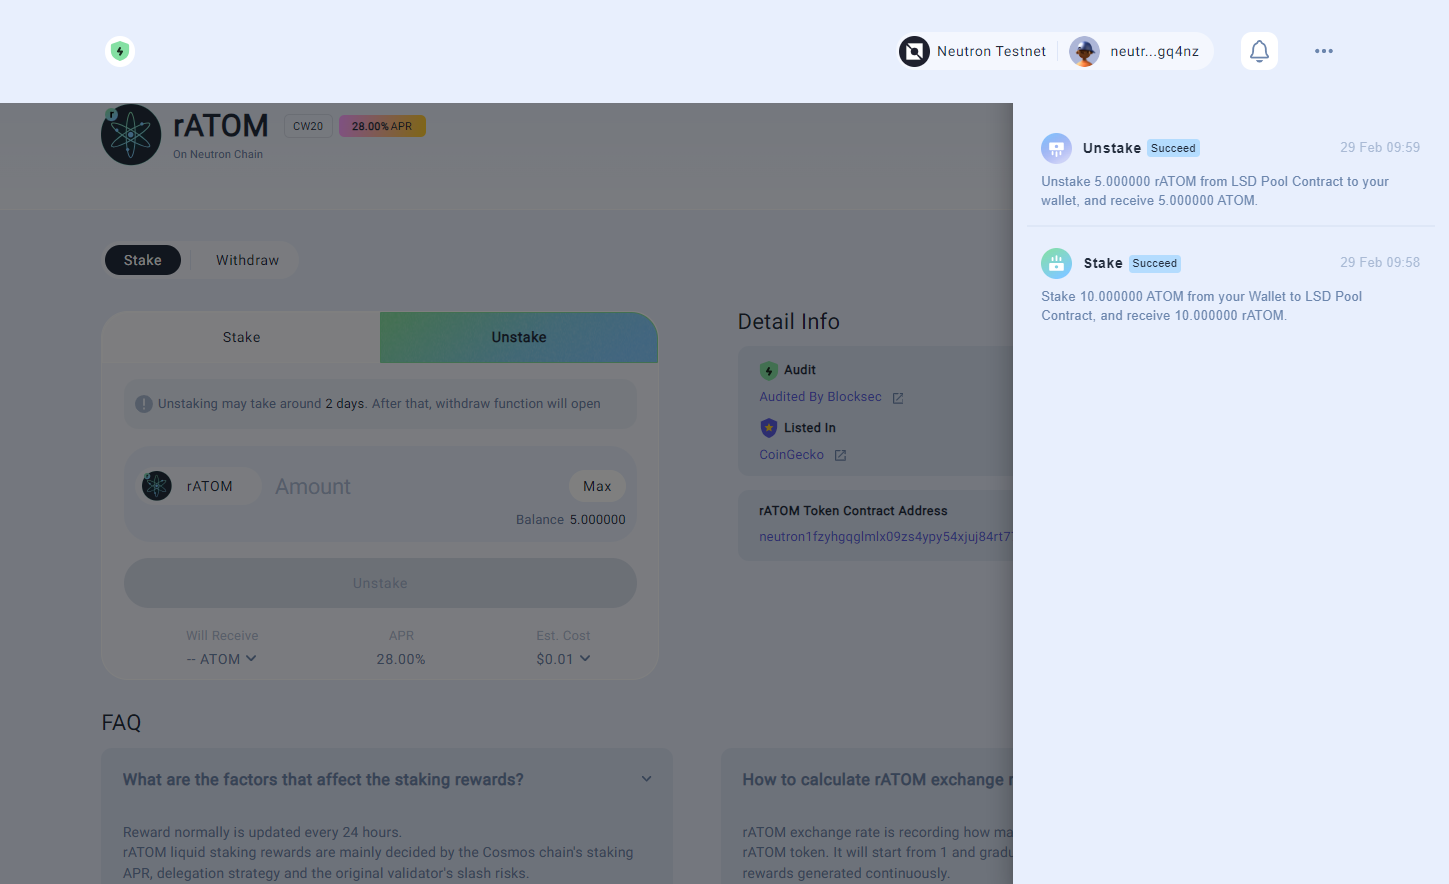 Neutron Testnet
neutr...gq4nz
r
rATOM
CW20
28.00% APR
On Neutron Chain
Stake
Withdraw
Stake
Unstake
Unstaking may take around 2 days. After that, withdraw function will open
rATOM
Amount
Max
Balance 5.000000
Unstake
Will Receive
-- ATOM
APR
28.00%
Est. Cost
$0.01
Detail Info
Audit
Audited By Blocksec
Listed In
CoinGecko
rATOM Token Contract Address
neutron1fzyhgqglmlx09zs4ypy54xjuj84rt7
FAQ
What are the factors that affect the staking rewards?
Reward normally is updated every 24 hours.
rATOM liquid staking rewards are mainly decided by the Cosmos chain's staking
APR, delegation strategy and the original validator's slash risks.
How to calculate rATOM exchange
rATOM exchange rate is recording how
rATOM token. It will start from 1 and
rewards generated continuously.
Unstake
Succeed
29 Feb 09:59
Unstake 5.000000 rATOM from LSD Pool Contract to your
wallet, and receive 5.000000 ATOM.
Stake
Succeed
29 Feb 09:58
Stake 10.000000 ATOM from your Wallet to LSD Pool
Contract, and receive 10.000000 rATOM.